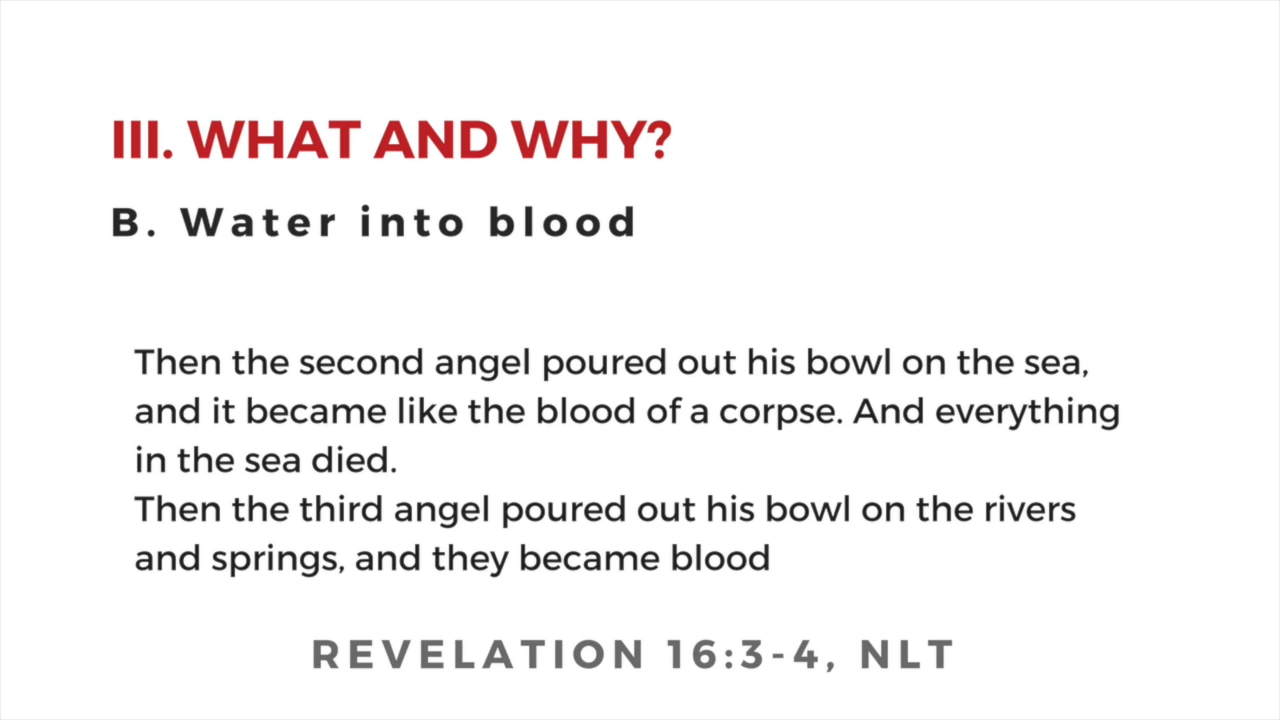 III. WHAT AND WHY?
B. Water into blood
Then the second angel poured out his bowl on the sea,
and it became like the blood of a corpse. And everything
in the sea died.
Then the third angel poured out his bowl on the rivers
and springs, and they became blood
REVELATION 16:3-4, NLT